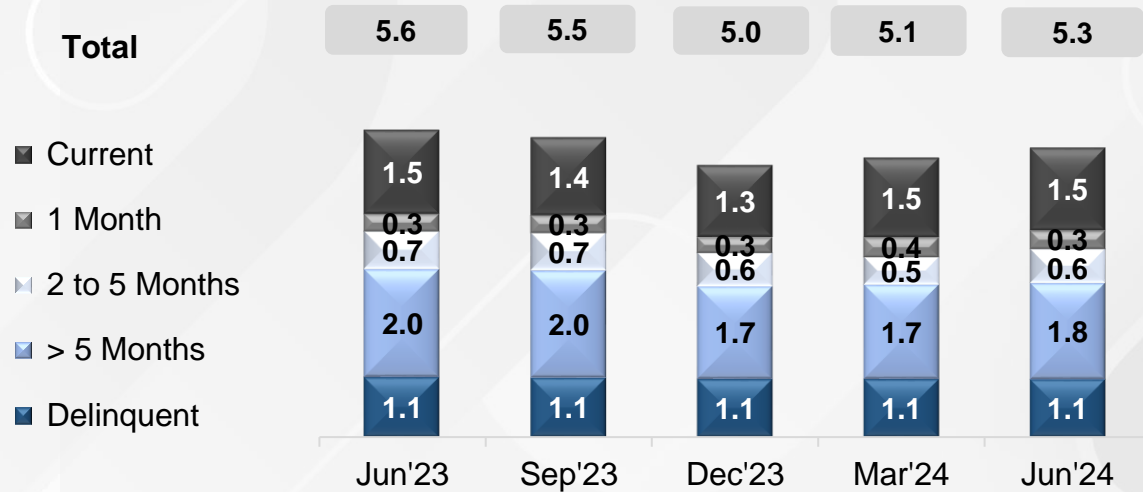 Total 5.6 5.5 5.0 5.1 5.3
Current 1.5 1.4 1.3 1.5 1.5
1 Month 0.3 0.3 0.3 0.4 0.3
2 to 5 Months 0.7 0.7 0.6 0.5 0.6
> 5 Months 2.0 2.0 1.7 1.7 1.8
Delinquent 1.1 1.1 1.1 1.1 1.1
Jun'23 Sep'23 Dec'23 Mar'24 Jun'24